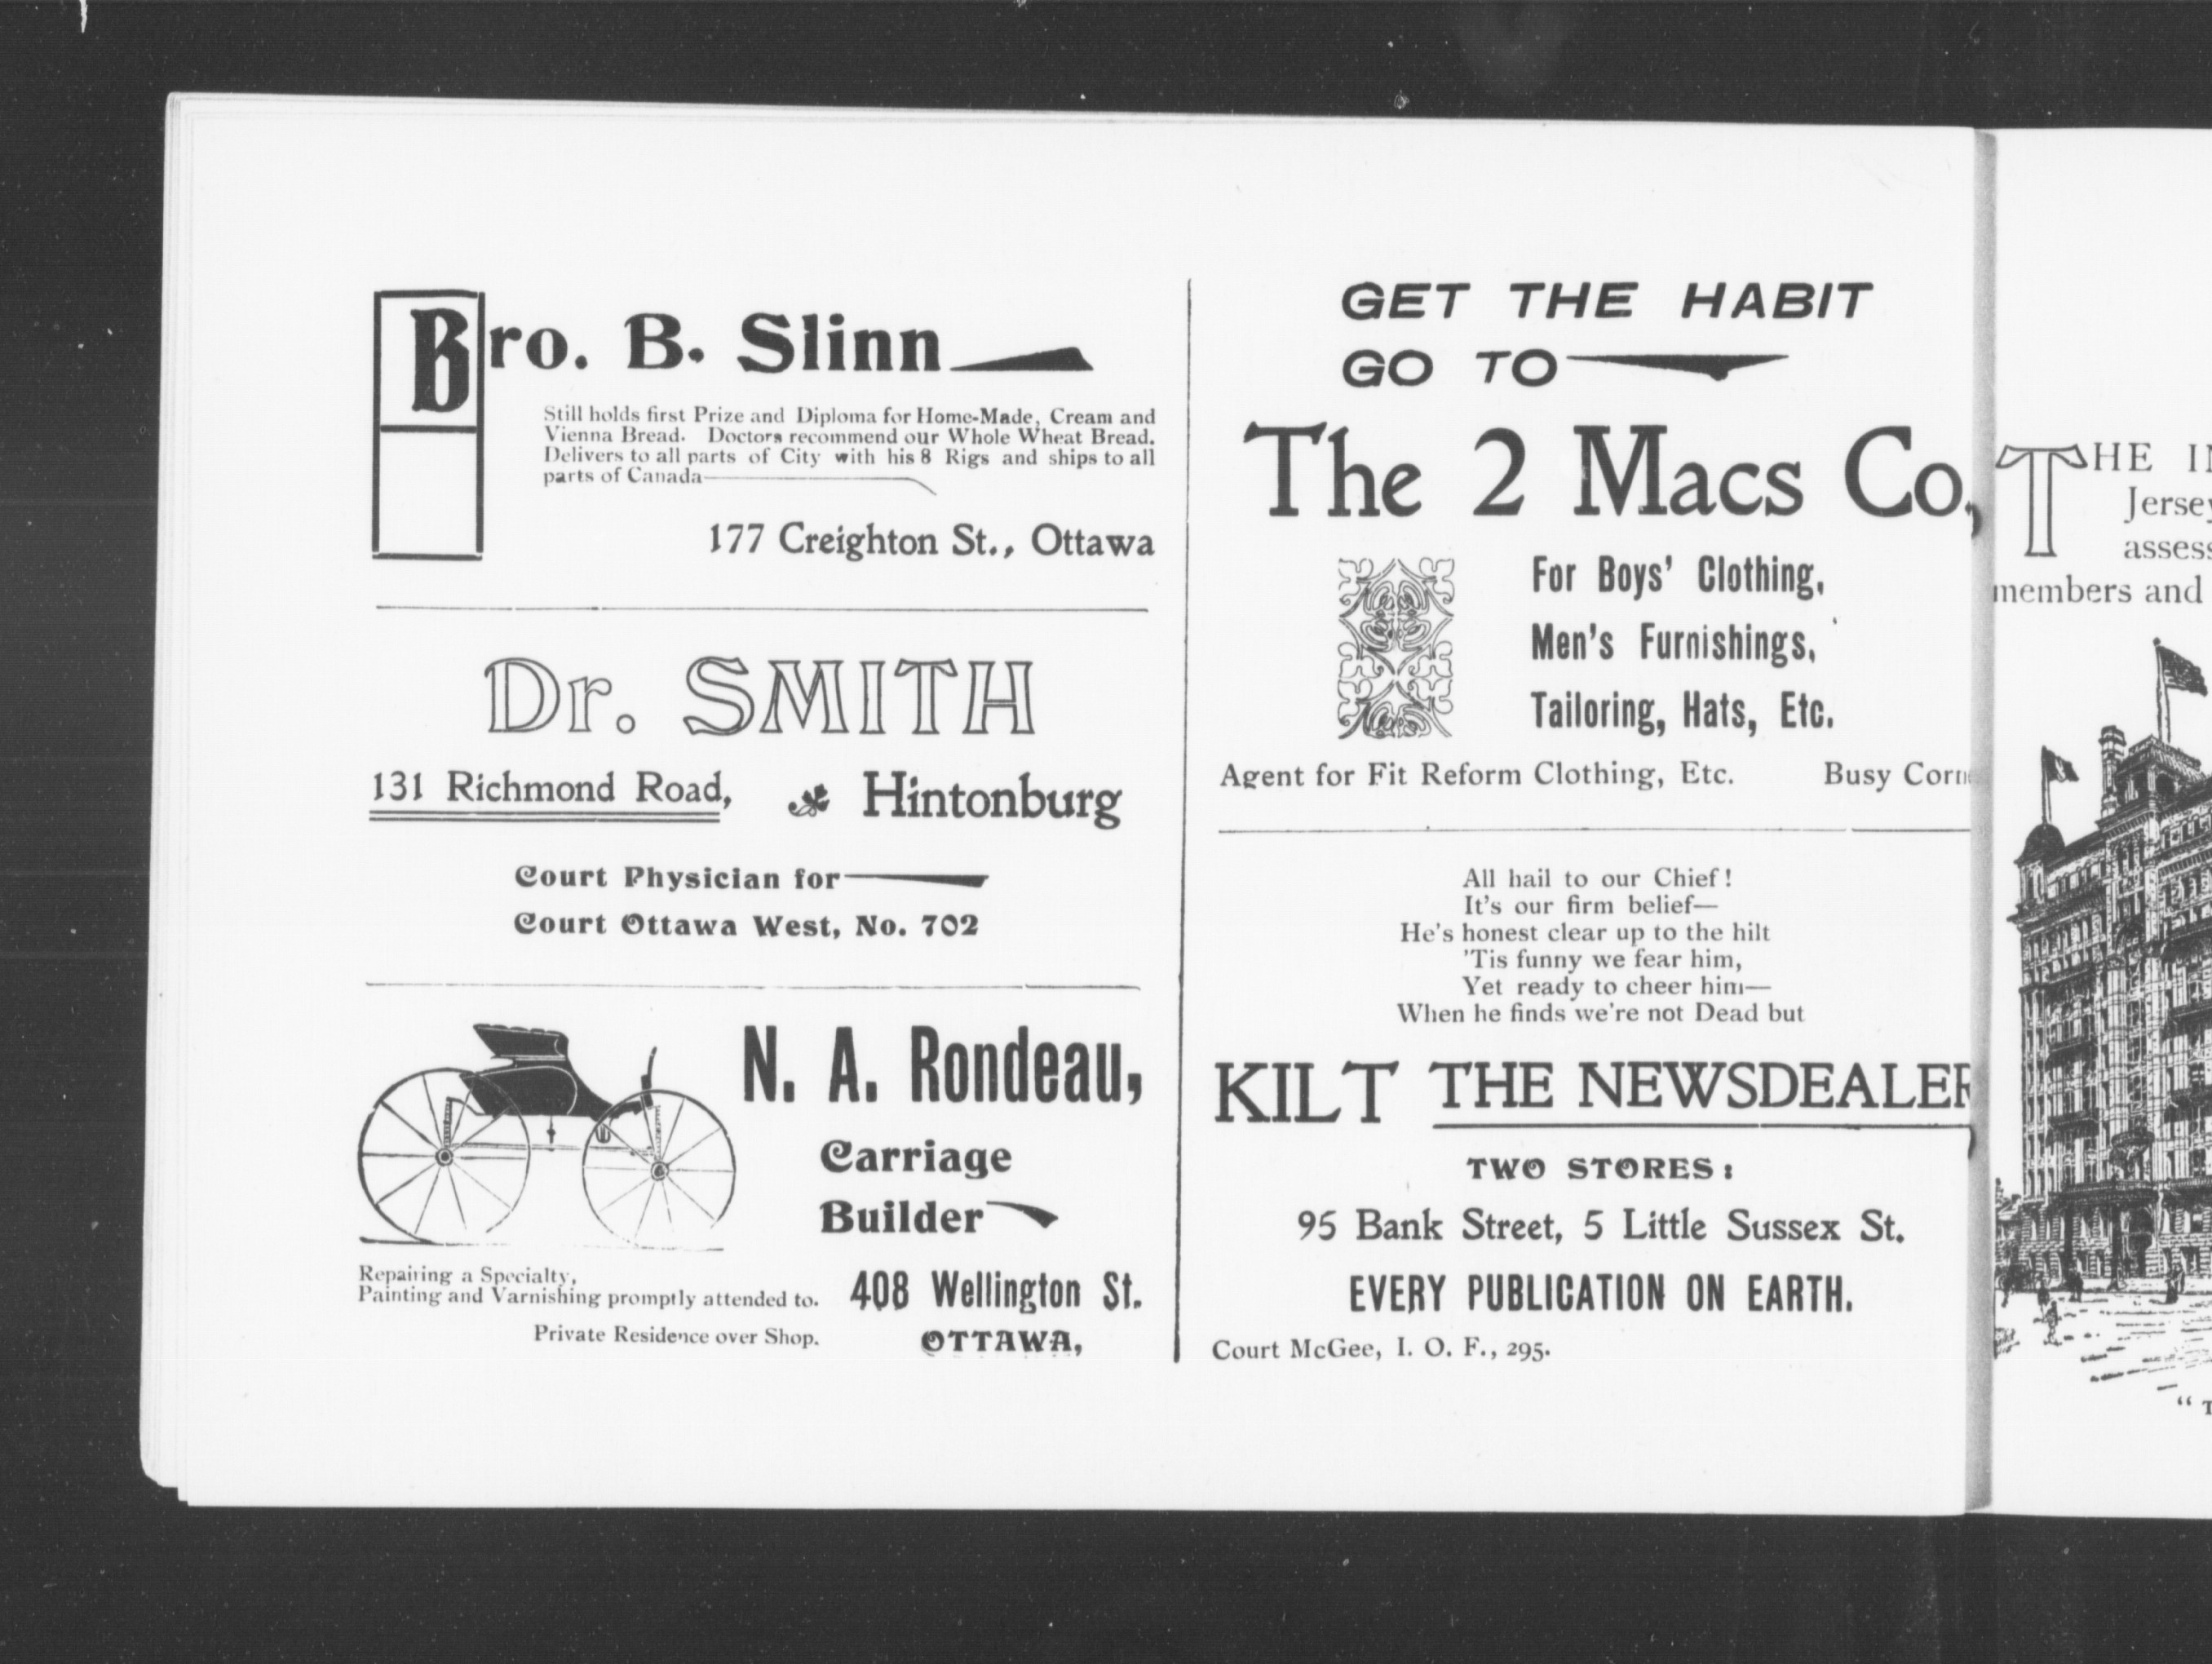 Bro. B. Slinn
Still holds first Prize and Diploma for Home-Made, Cream and
Vienna Bread. Doctors recommend our Whole Wheat Bread.
Delivers to all parts of City with his 8 Rigs and ships to all
parts of Canada
177 Creighton St., Ottawa
Dr. SMITH
131 Richmond Road, Hintonburg
Court Physician for
Court Ottawa West, No. 702
N. A. Rondeau,
Carriage
Builder
Repairing a Specialty,
Painting and Varnishing promptly attended to.
Private Residence over Shop.
408 Wellington St.
OTTAWA,
GET THE HABIT
GO TO
The 2 Macs Co,
For Boys' Clothing,
Men's Furnishings,
Tailoring, Hats, Etc.
Agent for Fit Reform Clothing, Etc. Busy
All hail to our Chief!
It's our firm belief—
He's honest clear up to the hilt
'Tis funny we fear him,
Yet ready to cheer him—
When he finds we're not Dead but
KILT THE NEWSDEALER
TWO STORES:
95 Bank Street, 5 Little Sussex St.
EVERY PUBLICATION ON EARTH.
Court McGee, I. O. F., 295.
THE
members and